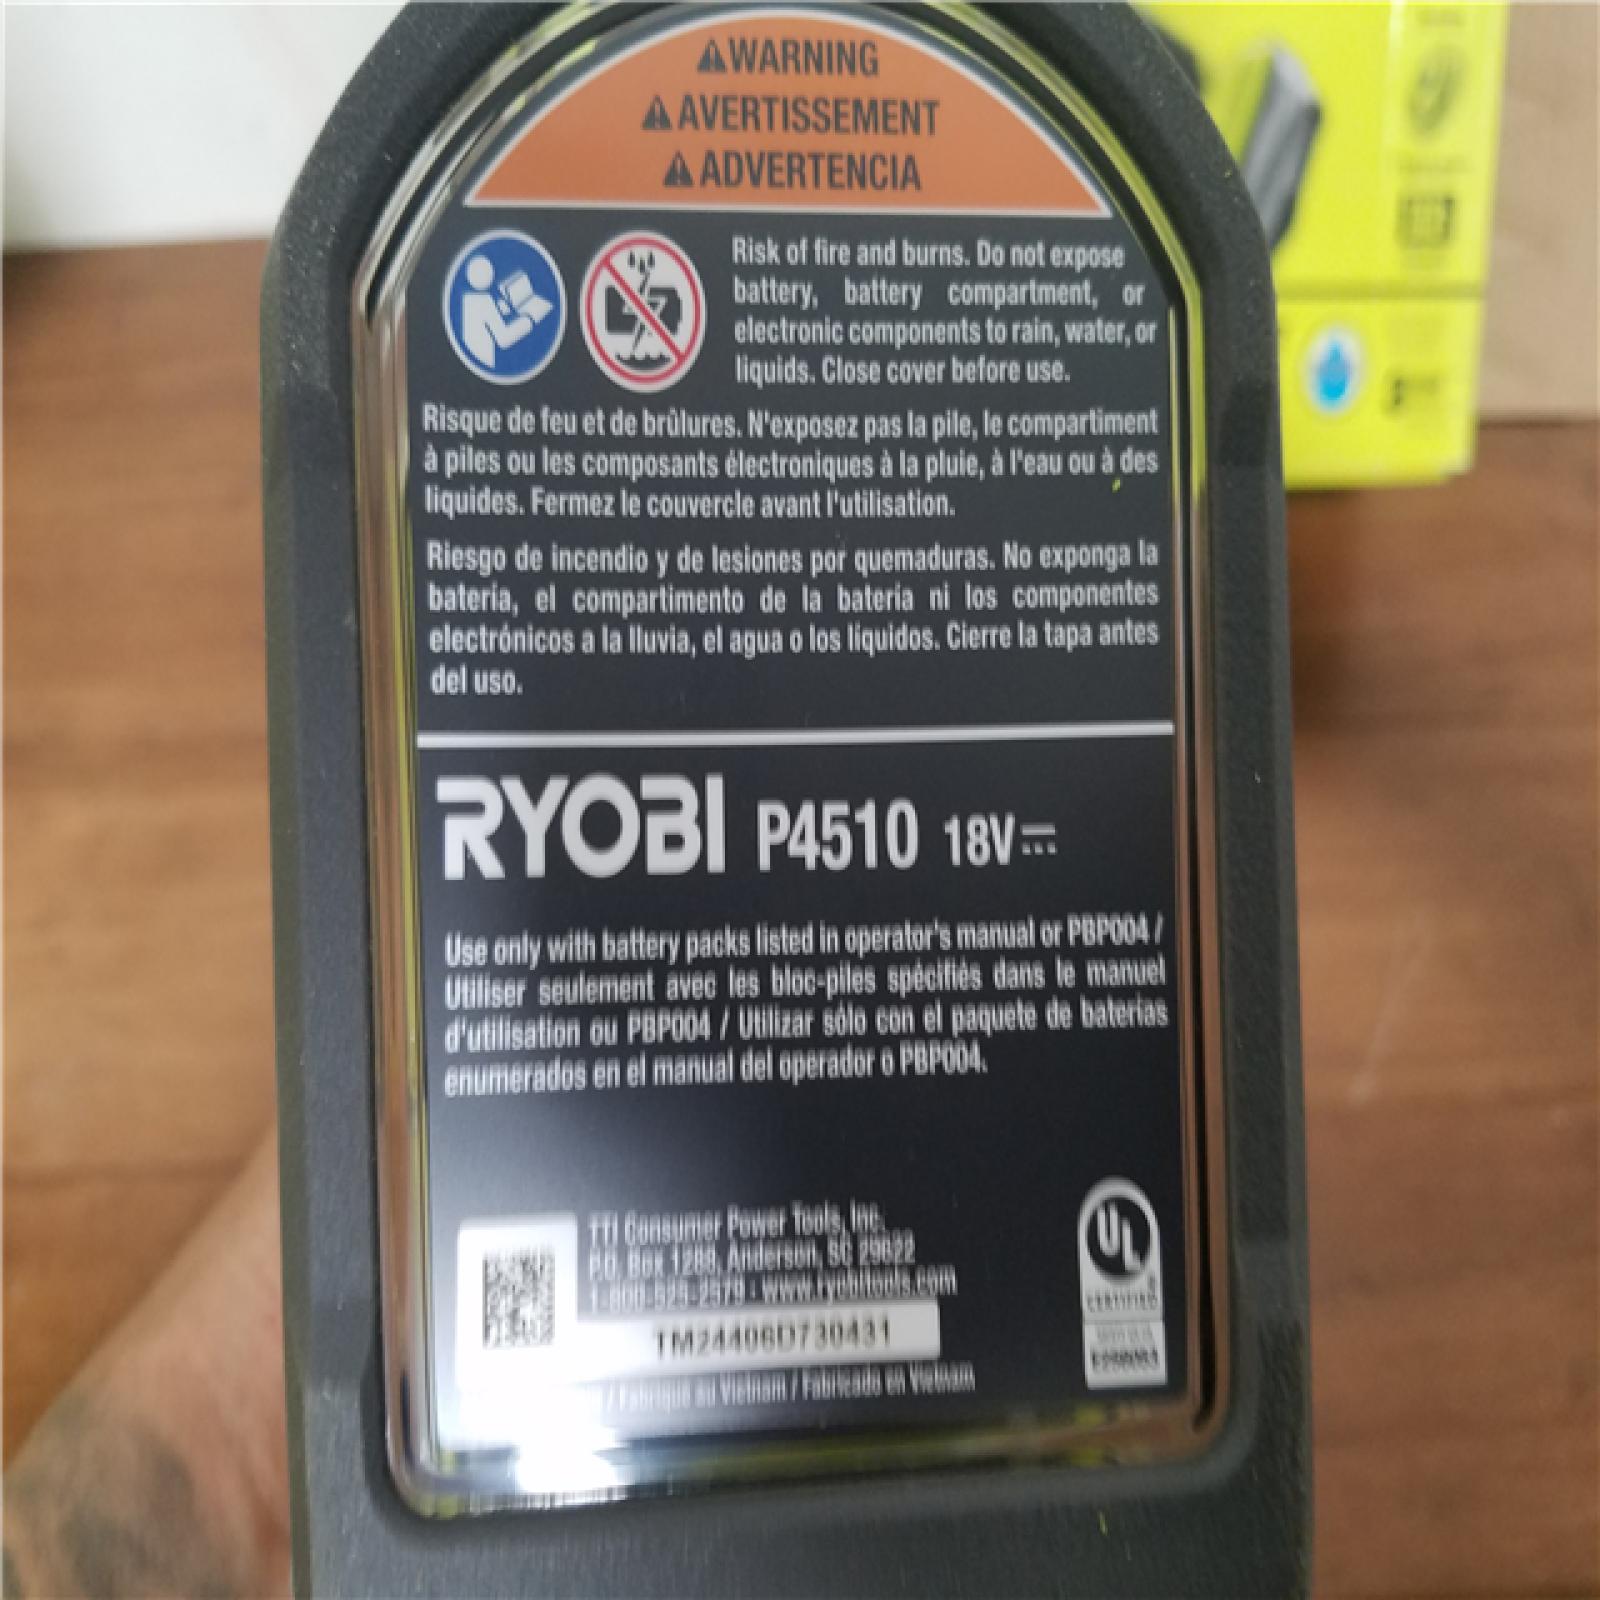 WARNING
AVERTISSEMENT
ADVERTENCIA
Risk of fire and burns. Do not expose
battery, battery compartment, or
electronic components to rain, water, or
liquids. Close cover before use.
Risque de feu et de brûlures. N'exposez pas la pile, le compartiment
à piles ou les composants électroniques à la pluie, à l'eau ou à des
liquides. Fermez le couvercle avant l'utilisation.
Riesgo de incendio y de lesiones por quemaduras. No exponga la
batería, el compartimento de la batería ni los componentes
electrónicos a la lluvia, el agua o los líquidos. Cierre la tapa antes
del uso.
RYOBI P4510 18V
Use only with battery packs listed in operator's manual or PBP004 /
Utiliser seulement avec les bloc-piles spécifiés dans le manuel
d'utilisation ou PBP004 / Utilizar sólo con el paquete de baterías
enumerados en el manual del operador o PBP004.
TTI Consumer Power Tools, Inc.
P.O. Box 1288, Anderson, SC 29622
1-800-525-2579 - www.ryobitools.com
TM24406D730431
/ Fabriqué au Vietnam / Fabricado en Vietnam
UL
CERTIFIED